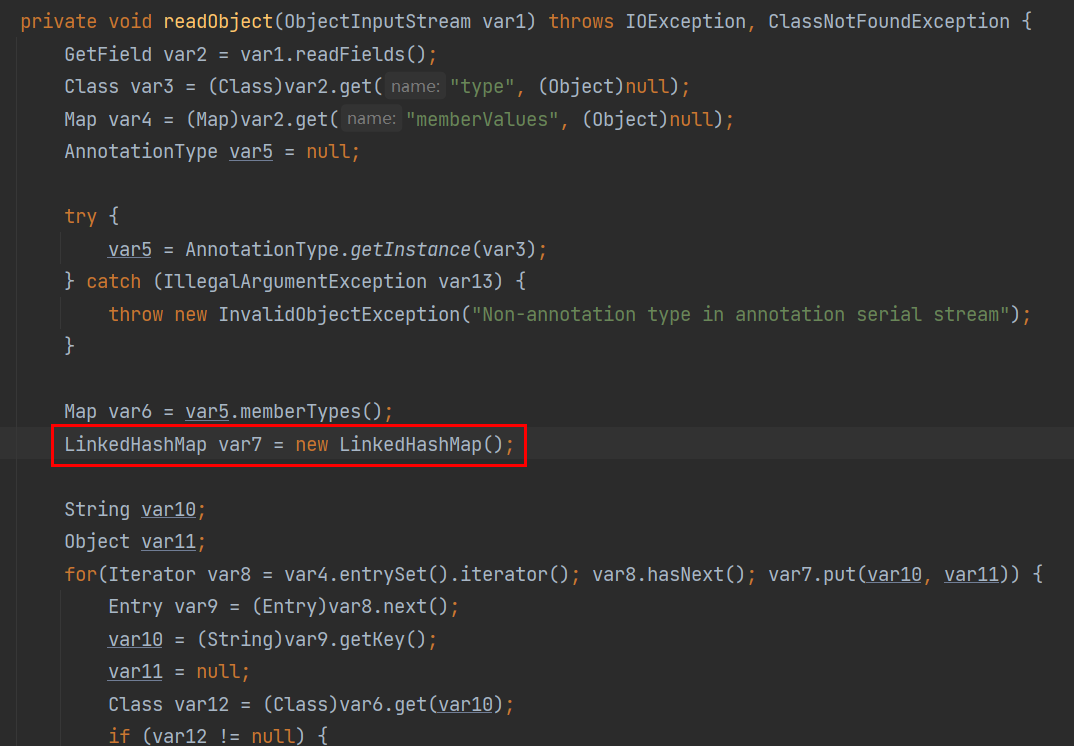 private void readObject(ObjectInputStream var1) throws IOException, ClassNotFoundException {
GetField var2 = var1.readFields();
Class var3 = (Class)var2.get( name: "type", (Object)null);
Map var4 = (Map)var2.get( name: "memberValues", (Object)null);
AnnotationType var5 = null;
try {
var5 = AnnotationType.getInstance(var3);
} catch (IllegalArgumentException var13) {
throw new InvalidObjectException("Non-annotation type in annotation serial stream");
}
Map var6 = var5.memberTypes();
LinkedHashMap var7 = new LinkedHashMap();
String var10;
Object var11;
for(Iterator var8 = var4.entrySet().iterator(); var8.hasNext(); var7.put(var10, var11)) {
Entry var9 = (Entry)var8.next();
var10 = (String)var9.getKey();
var11 = null;
Class var12 = (Class)var6.get(var10);
if (var12 != null) {